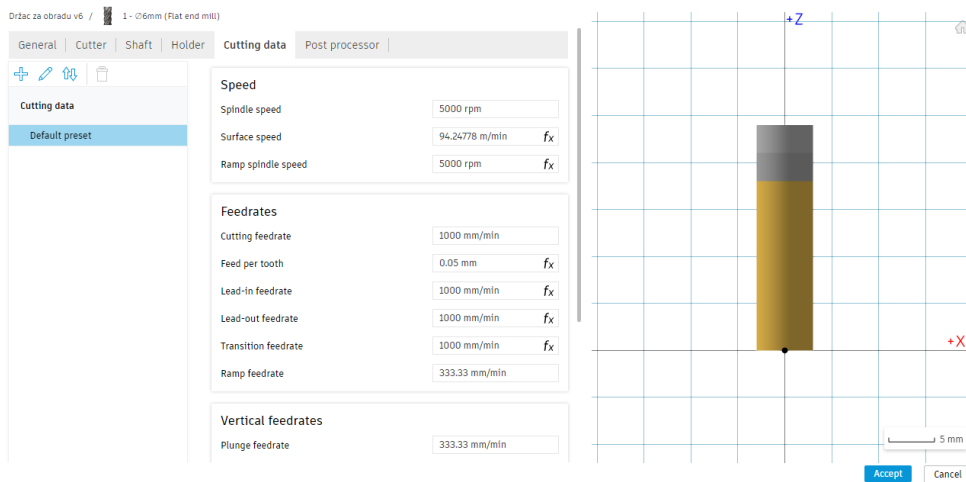 Držac za obradu v6 / 1 - ∅6mm (Flat end mill)
General Cutter Shaft Holder Cutting data Post processor
Cutting data
Default preset
Speed
Spindle speed 5000 rpm
Surface speed 94.24778 m/min fx
Ramp spindle speed 5000 rpm fx
Feedrates
Cutting feedrate 1000 mm/min
Feed per tooth 0.05 mm fx
Lead-in feedrate 1000 mm/min fx
Lead-out feedrate 1000 mm/min fx
Transition feedrate 1000 mm/min fx
Ramp feedrate 333.33 mm/min
Vertical feedrates
Plunge feedrate 333.33 mm/min
+Z
+X
5 mm
Accept Cancel